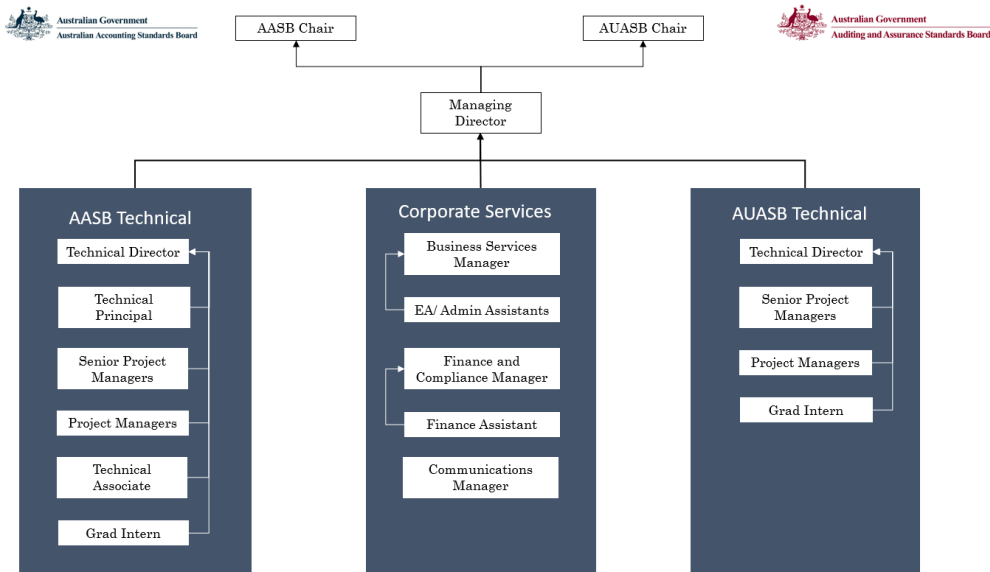 Australian Government
Australian Accounting Standards Board
AASB Chair
AUASB Chair
Australian Government
Auditing and Assurance Standards Board
Managing
Director
AASB Technical
Technical Director
Technical
Principal
Senior Project
Managers
Project Managers
Technical
Associate
Grad Intern
Corporate Services
Business Services
Manager
EA/ Admin Assistants
Finance and
Compliance Manager
Finance Assistant
Communications
Manager
AUASB Technical
Technical Director
Senior Project
Managers
Project Managers
Grad Intern